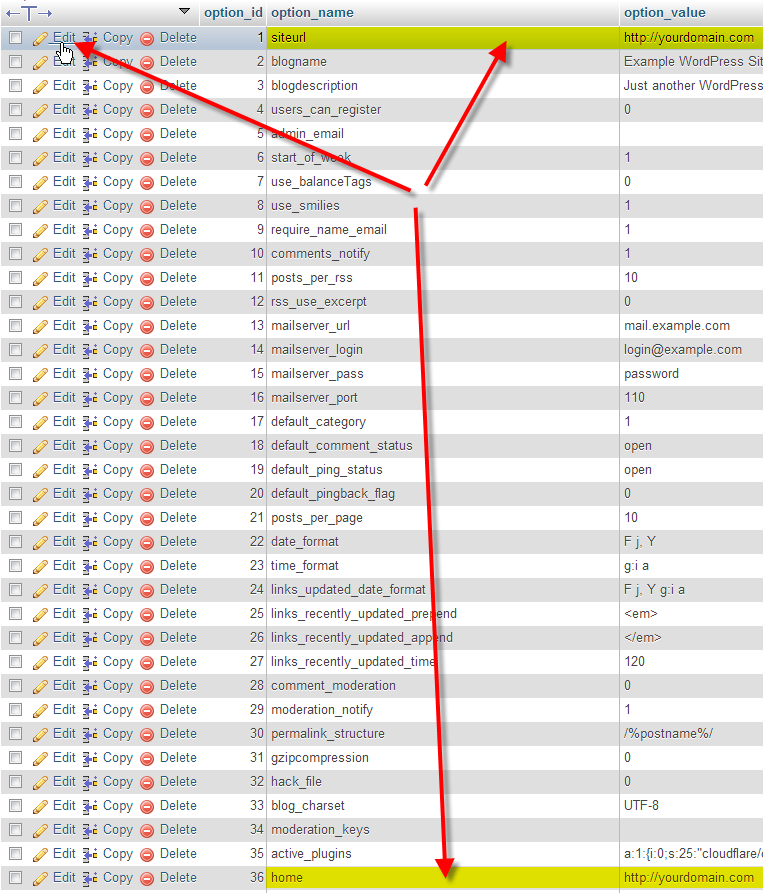 option_id option_name option_value
Edit Copy Delete 1 siteurl http://yourdomain.com
Edit Copy Delete 2 blogname Example WordPress Sit
Edit Copy Delete 3 blogdescription Just another WordPress
Edit Copy Delete 4 users_can_register 0
Edit Copy Delete 5 admin_email
Edit Copy Delete 6 start_of_week 1
Edit Copy Delete 7 use_balanceTags 0
Edit Copy Delete 8 use_smilies 1
Edit Copy Delete 9 require_name_email 1
Edit Copy Delete 10 comments_notify 1
Edit Copy Delete 11 posts_per_rss 10
Edit Copy Delete 12 rss_use_excerpt 0
Edit Copy Delete 13 mailserver_url mail.example.com
Edit Copy Delete 14 mailserver_login login@example.com
Edit Copy Delete 15 mailserver_pass password
Edit Copy Delete 16 mailserver_port 110
Edit Copy Delete 17 default_category 1
Edit Copy Delete 18 default_comment_status open
Edit Copy Delete 19 default_ping_status open
Edit Copy Delete 20 default_pingback_flag 0
Edit Copy Delete 21 posts_per_page 10
Edit Copy Delete 22 date_format F j, Y
Edit Copy Delete 23 time_format g:i a
Edit Copy Delete 24 links_updated_date_format F j, Y g:i a
Edit Copy Delete 25 links_recently_updated_prepend <em>
Edit Copy Delete 26 links_recently_updated_append </em>
Edit Copy Delete 27 links_recently_updated_time 120
Edit Copy Delete 28 comment_moderation 0
Edit Copy Delete 29 moderation_notify 1
Edit Copy Delete 30 permalink_structure /%postname%/
Edit Copy Delete 31 gzipcompression 0
Edit Copy Delete 32 hack_file 0
Edit Copy Delete 33 blog_charset UTF-8
Edit Copy Delete 34 moderation_keys
Edit Copy Delete 35 active_plugins a:1:{i:0;s:25:"cloudflare/
Edit Copy Delete 36 home http://yourdomain.com